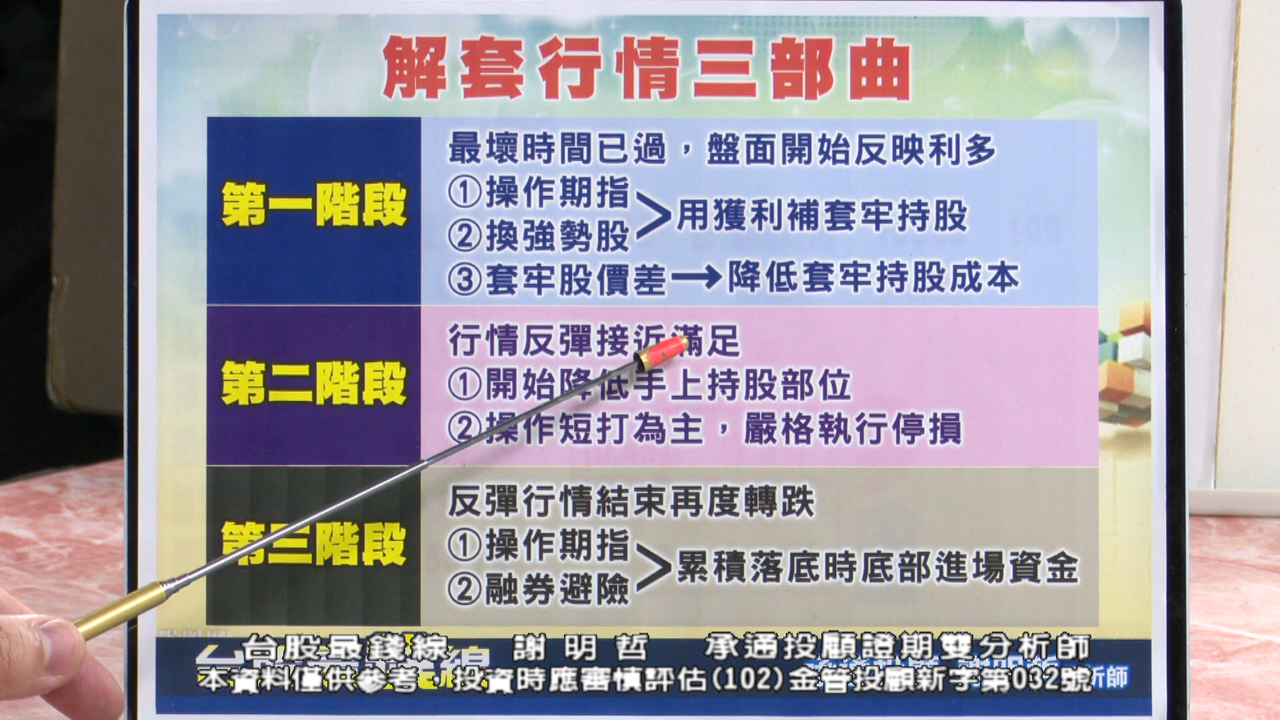 解套行情三部曲
第一階段
最壞時間已過，盤面開始反映利多
①操作期指
②換強勢股
用獲利補套牢持股
③套牢股價差→降低套牢持股成本
第二階段
行情反彈接近滿足
①開始降低手上持股部位
②操作短打為主，嚴格執行停損
第三階段
反彈行情結束再度轉跌
①操作期指
②融券避險
累積落底時底部進場資金
台股最錢線 謝明哲 承通投顧證期雙分析師
本資料僅供參考，投資時應審慎評估(102)金管投顧新字第032號
析師